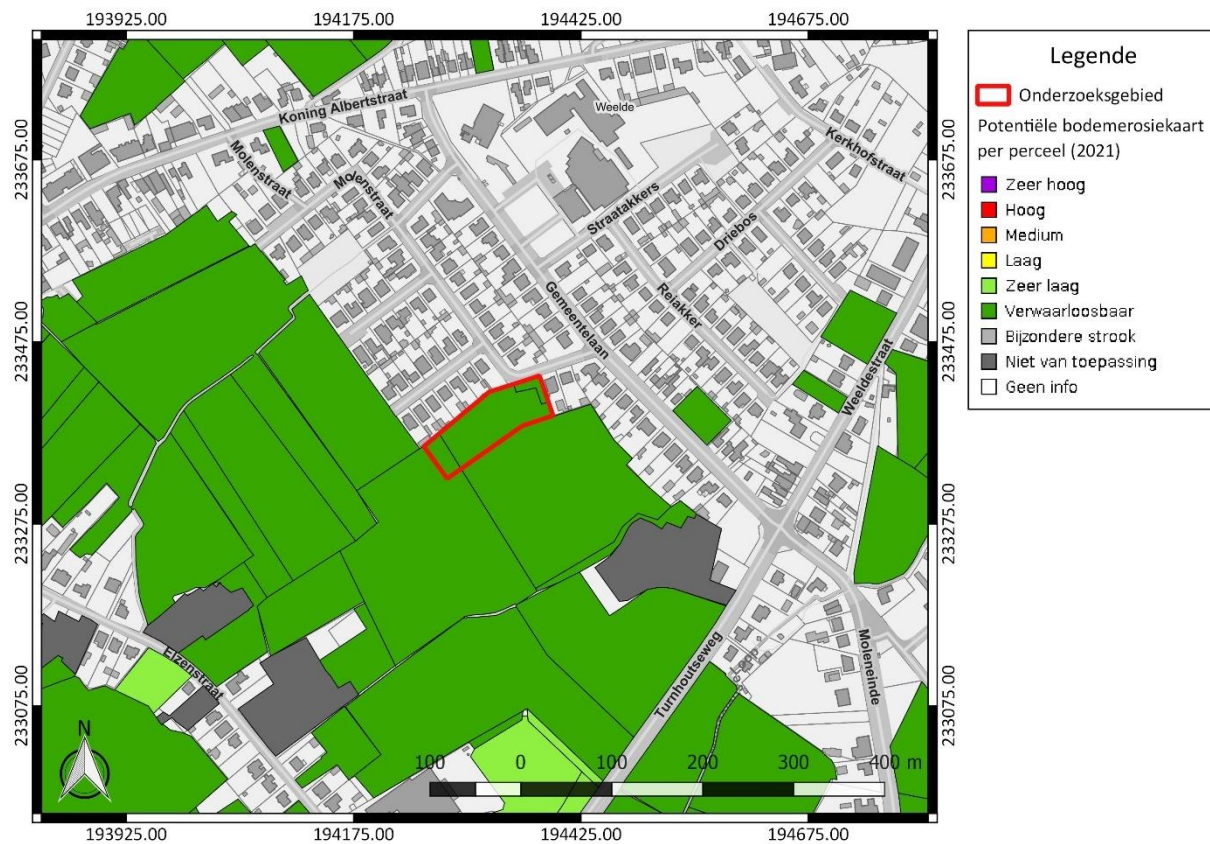 193925.00 194175.00 194425.00 194675.00
233675.00 233675.00
233475.00 233475.00
233275.00 233275.00
233075.00 233075.00
Koning Albertstraat
Weelde
Kerkhofstraat
Molenstraat
Molenstraat
Straatakkers
Driebos
Gemeentelaan
Relakker
Weeldestraat
Elzenstraat
Turnhoutseweg
Moleneinde
N
100 0 100 200 300 400 m
193925.00 194175.00 194425.00 194675.00
Legende
Onderzoeksgebied
Potentiële bodemerosiekaart
per perceel (2021)
Zeer hoog
Hoog
Medium
Laag
Zeer laag
Verwaarloosbaar
Bijzondere strook
Niet van toepassing
Geen info